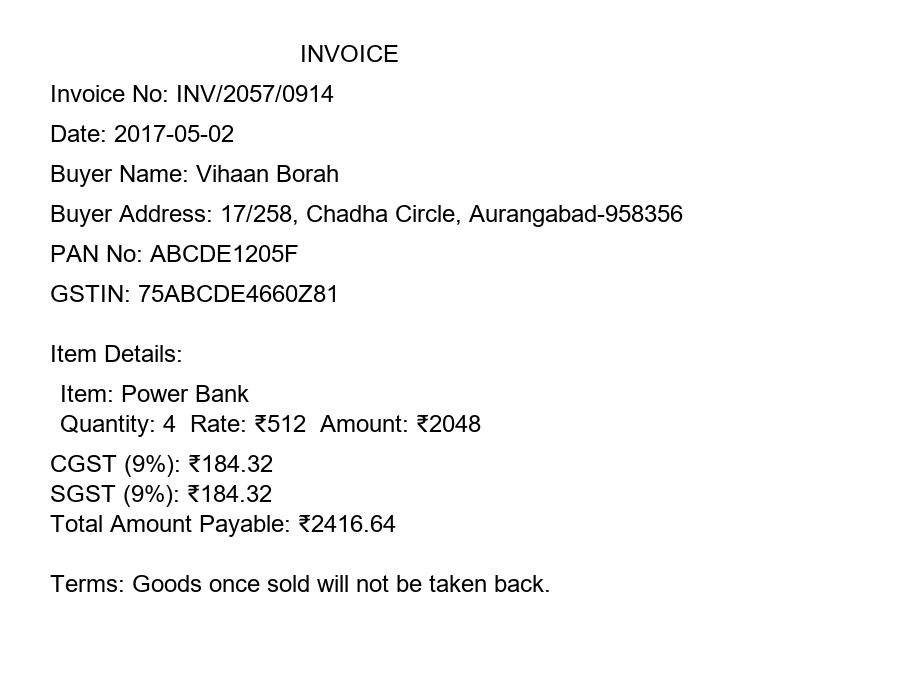 INVOICE
Invoice No: INV/2057/0914
Date: 2017-05-02
Buyer Name: Vihaan Borah
Buyer Address: 17/258, Chadha Circle, Aurangabad-958356
PAN No: ABCDE1205F
GSTIN: 75ABCDE4660Z81
Item Details:
Item: Power Bank
Quantity: 4  Rate: ₹512  Amount: ₹2048
CGST (9%): ₹184.32
SGST (9%): ₹184.32
Total Amount Payable: ₹2416.64
Terms: Goods once sold will not be taken back.